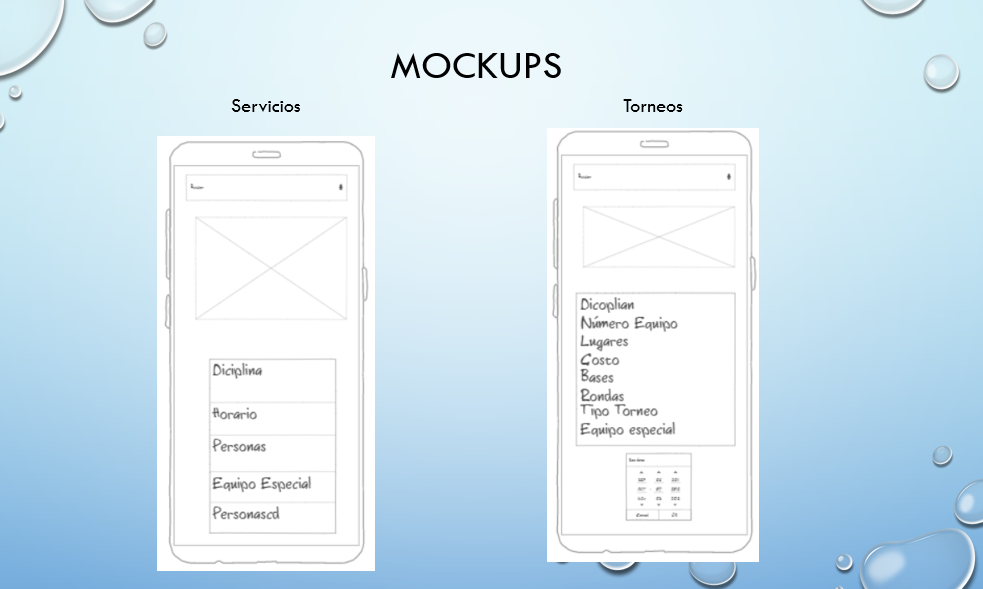 MOCKUPS
Servicios
Torneos
Diciplina
Horario
Personas
Equipo Especial
Personascd
Dicoplian
Número Equipo
Lugares
Costo
Bases
Rondas
Tipo Torneo
Equipo especial